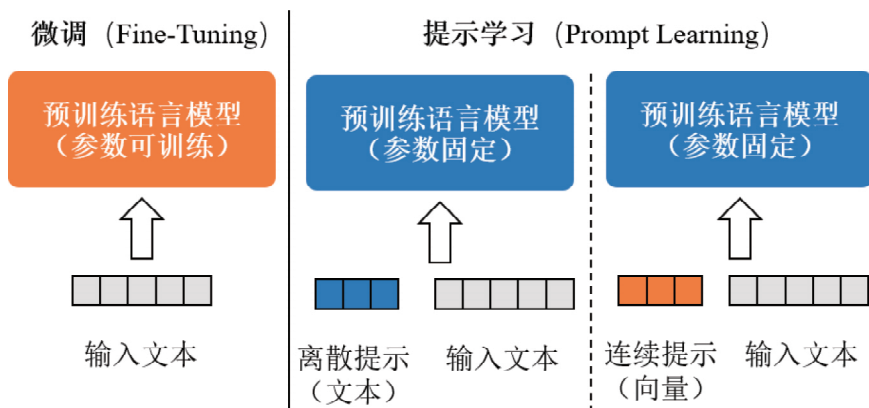 微调（Fine-Tuning）
提示学习（Prompt Learning）
预训练语言模型
（参数可训练）
预训练语言模型
（参数固定）
预训练语言模型
（参数固定）
输入文本
离散提示
（文本）
输入文本
连续提示
（向量）
输入文本